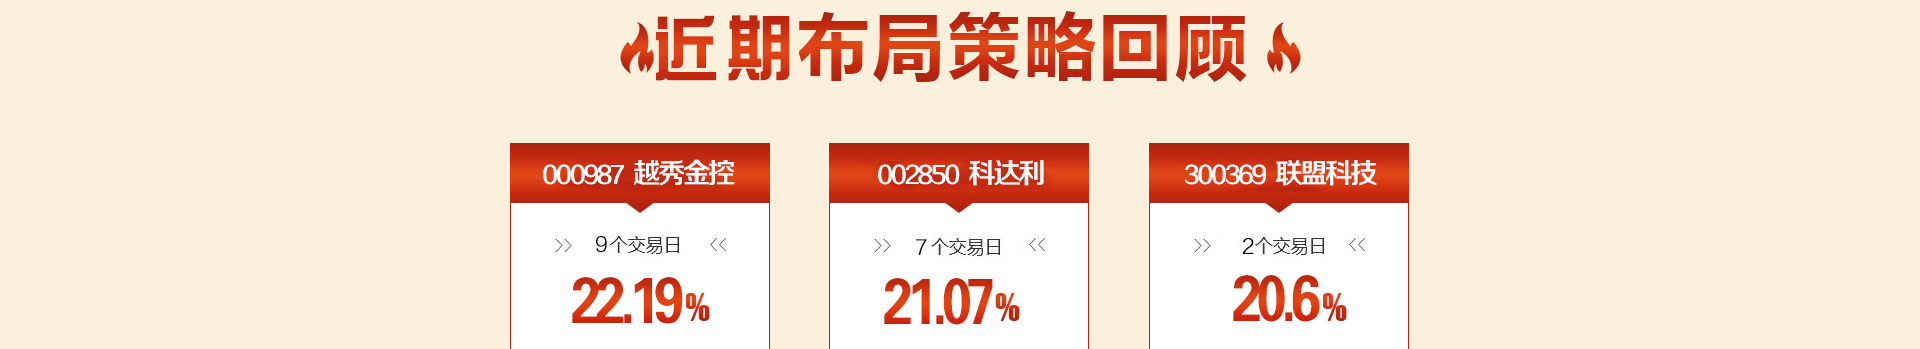 近期布局策略回顾
000987 越秀金控
9个交易日
22.19%
002850 科达利
7个交易日
21.07%
300369 联盟科技
2个交易日
20.6%